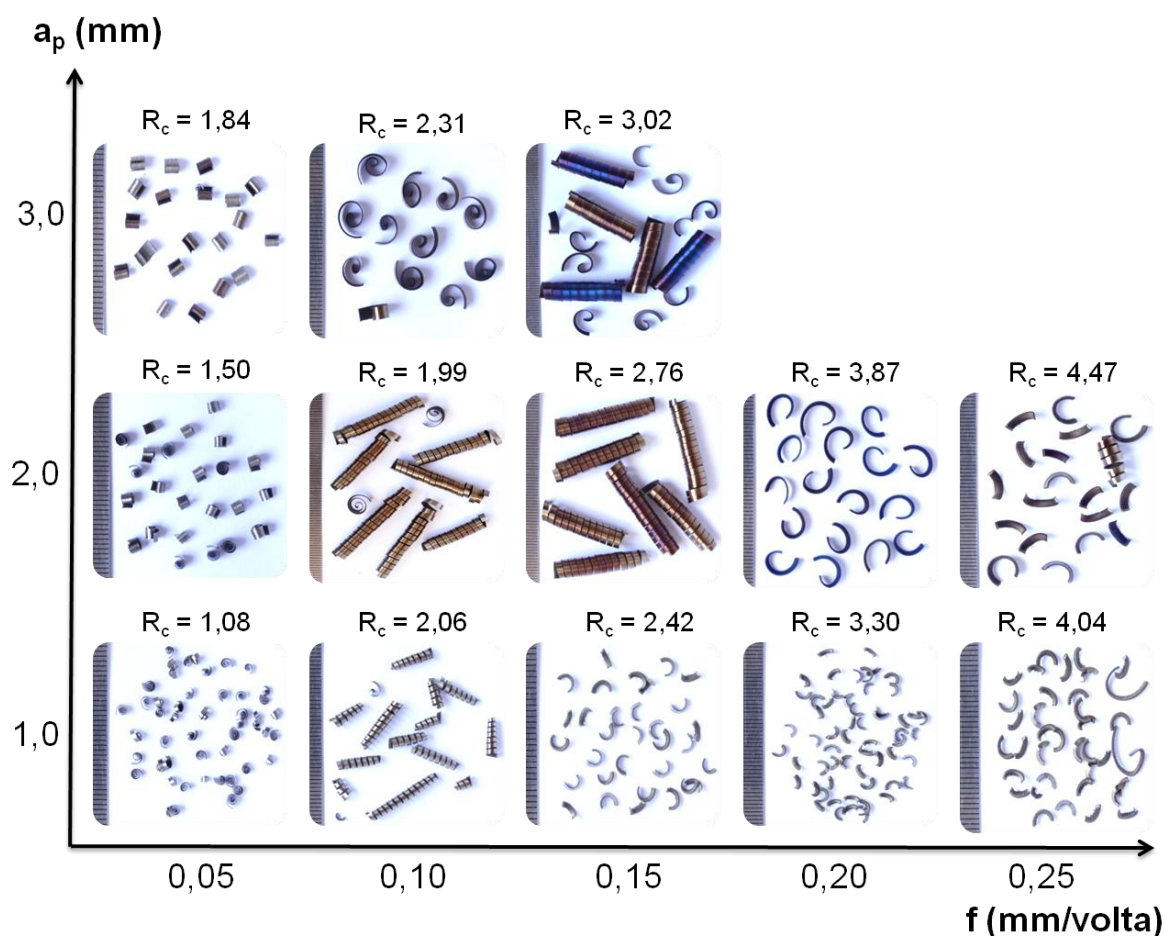 a_p (mm)
R_c = 1,84
R_c = 2,31
R_c = 3,02
3,0
R_c = 1,50
R_c = 1,99
R_c = 2,76
R_c = 3,87
R_c = 4,47
2,0
R_c = 1,08
R_c = 2,06
R_c = 2,42
R_c = 3,30
R_c = 4,04
1,0
0,05
0,10
0,15
0,20
0,25
f (mm/volta)